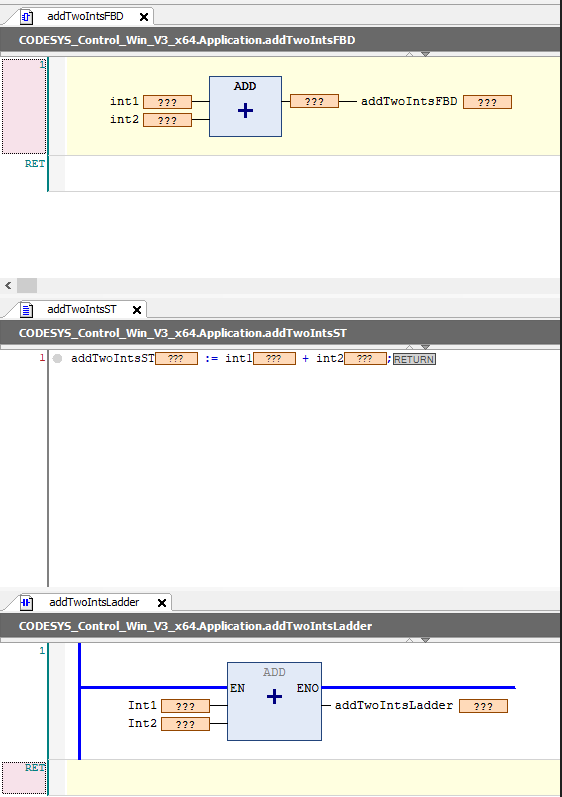 addTwoIntsFBD
CODESYS_Control_Win_V3_x64.Application.addTwoIntsFBD
1
ADD
int1 ??? ??? addTwoIntsFBD ???
int2 ???
RET
addTwoIntsST
CODESYS_Control_Win_V3_x64.Application.addTwoIntsST
1 addTwoIntsST ??? := int1 ??? + int2 ??? ; RETURN
addTwoIntsLadder
CODESYS_Control_Win_V3_x64.Application.addTwoIntsLadder
1
ADD
EN ENO
Int1 ??? addTwoIntsLadder ???
Int2 ???
RET